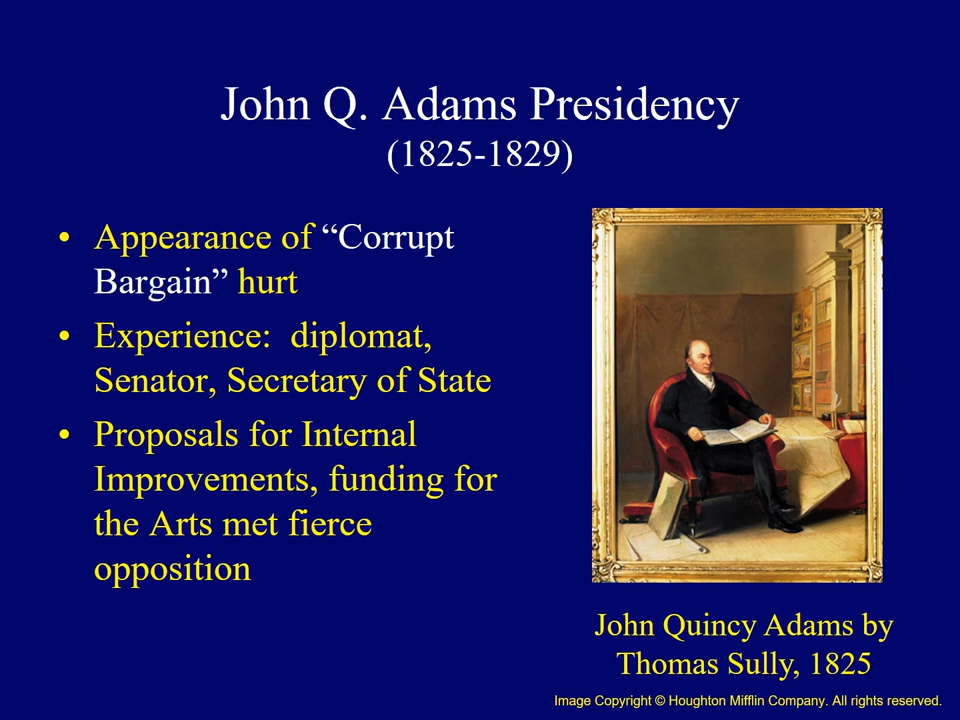 John Q. Adams Presidency
(1825-1829)
• Appearance of “Corrupt
Bargain” hurt
• Experience:  diplomat,
Senator, Secretary of State
• Proposals for Internal
Improvements, funding for
the Arts met fierce
opposition
John Quincy Adams by
Thomas Sully, 1825
Image Copyright © Houghton Mifflin Company. All rights reserved.